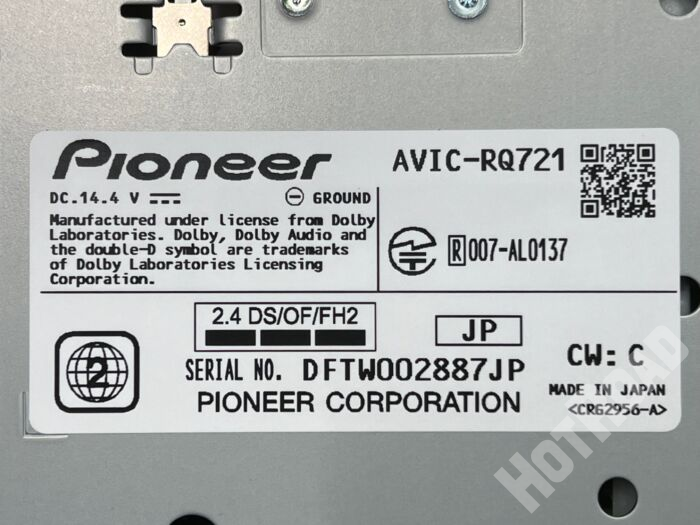 Pioneer
AVIC-RQ721
DC.14.4 V
GROUND
Manufactured under license from Dolby
Laboratories. Dolby, Dolby Audio and
the double-D symbol are trademarks
of Dolby Laboratories Licensing
Corporation.
R 007-AL0137
2.4 DS/OF/FH2
JP
2
SERIAL NO. DFTW002887JP
CW: C
PIONEER CORPORATION
MADE IN JAPAN
<CRG2956-A>
HOTROAD